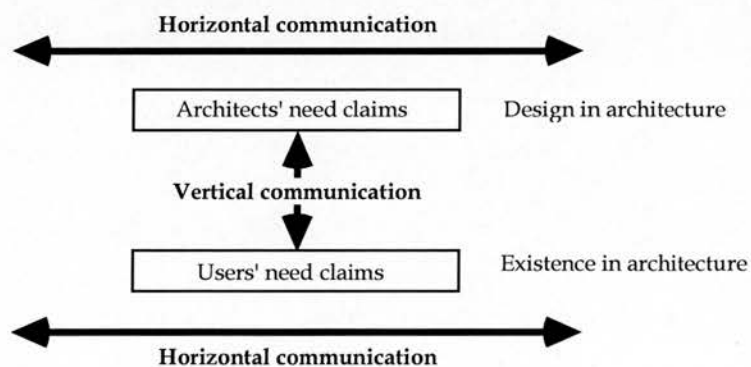 Horizontal communication
Architects' need claims
Design in architecture
Vertical communication
Users' need claims
Existence in architecture
Horizontal communication